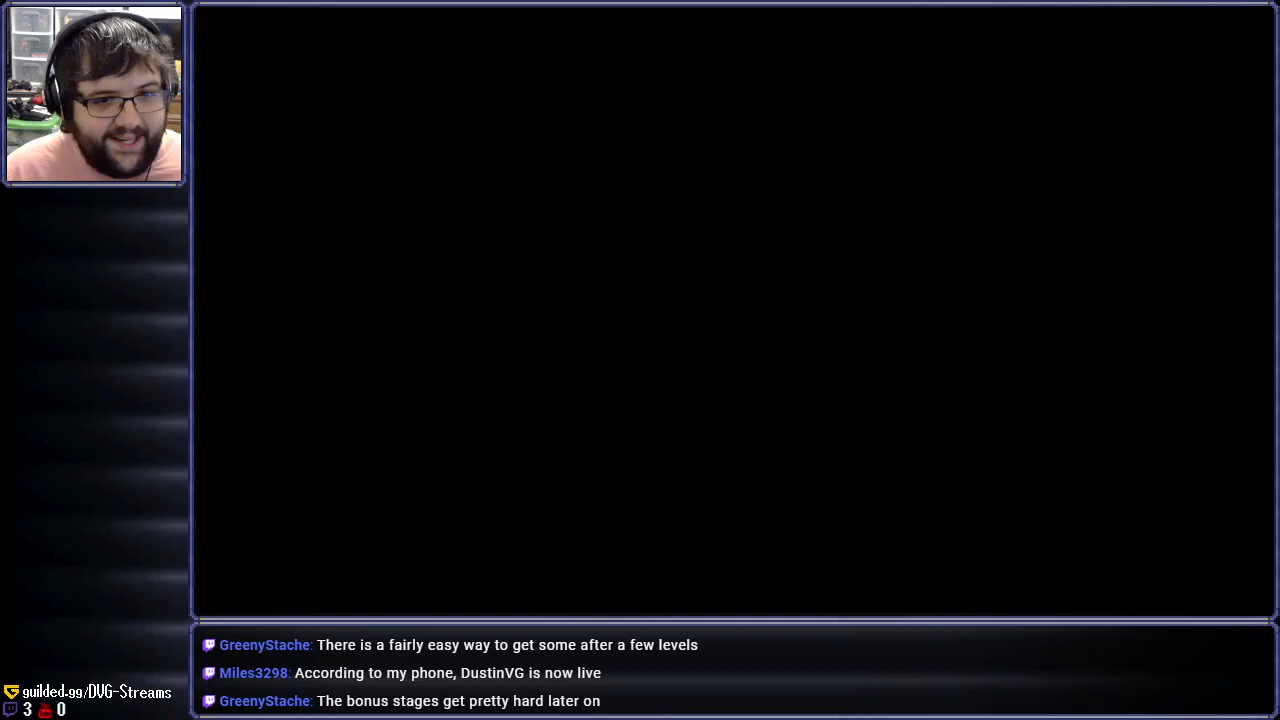 GreenyStache: There is a fairly easy way to get some after a few levels
Miles3298: According to my phone, DustinVG is now live
GreenyStache: The bonus stages get pretty hard later on
guilded.gg/DVG-Streams
3 0